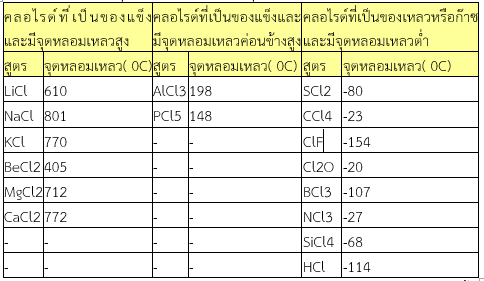 คลอไรด์ที่เป็นของแข็งและมีจุดหลอมเหลวสูง คลอไรด์ที่เป็นของแข็งและมีจุดหลอมเหลวค่อนข้างสูง คลอไรด์ที่เป็นของเหลวหรือก๊าซและมีจุดหลอมเหลวต่ำ
สูตร จุดหลอมเหลว( 0C) สูตร จุดหลอมเหลว( 0C) สูตร จุดหลอมเหลว( 0C)
LiCl 610 AlCl3 198 SCl2 -80
NaCl 801 PCl5 148 CCl4 -23
KCl 770 - - ClF -154
BeCl2 405 - - Cl2O -20
MgCl2 712 - - BCl3 -107
CaCl2 772 - - NCl3 -27
- - - - SiCl4 -68
- - - - HCl -114